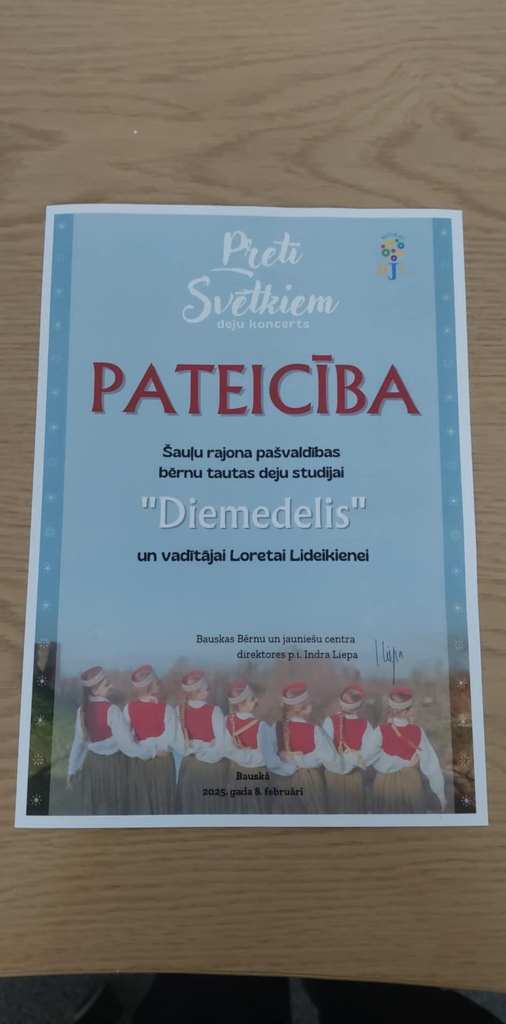 Pretī
Svētkiem
deju koncerts
PATEICĪBA
Šauļu rajona pašvaldības
bērnu tautas deju studijai
"Diemedelis"
un vadītājai Loretai Lideikienei
Bauskas Bērnu un jauniešu centra
direktores p.i. Indra Liepa
Bauskā
2025. gada 8. februārī